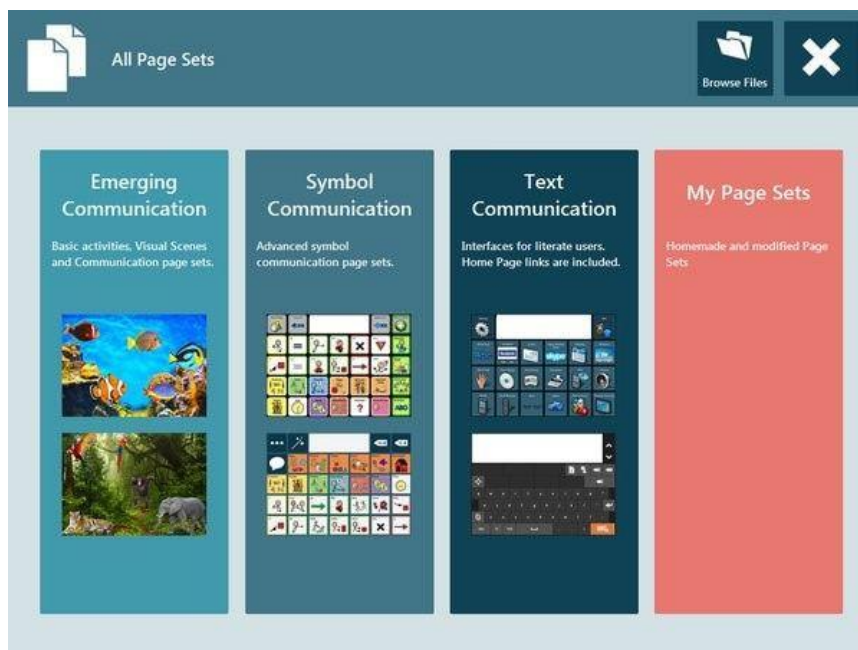 All Page Sets
Browse Files
Emerging
Communication
Basic activities, Visual Scenes
and Communication page sets.
Symbol
Communication
Advanced symbol
communication page sets.
Text
Communication
Interfaces for literate users.
Home Page links are included.
My Page Sets
Homemade and modified Page
Sets